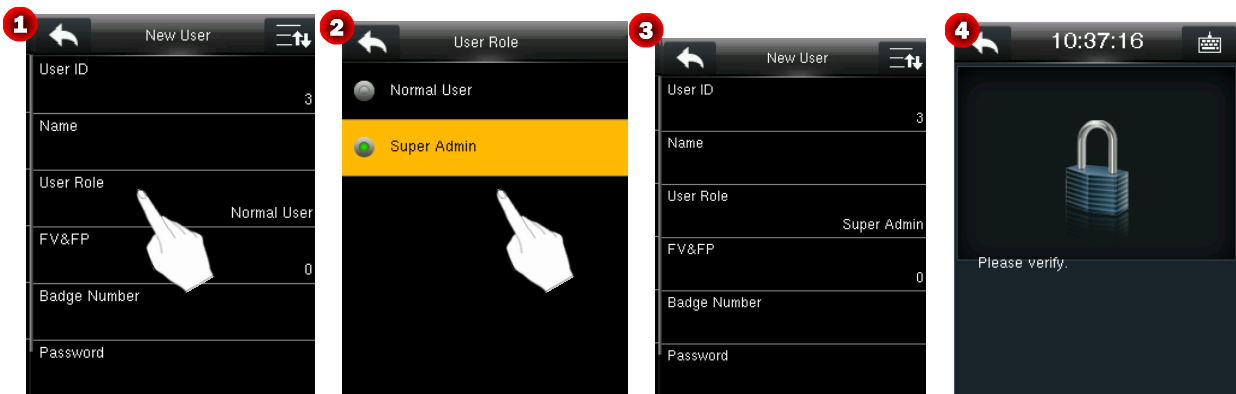 1
New User
User ID
3
Name
User Role
Normal User
FV&FP
0
Badge Number
Password
2
User Role
Normal User
Super Admin
3
New User
User ID
3
Name
User Role
Super Admin
FV&FP
0
Badge Number
Password
4
10:37:16
Please verify.